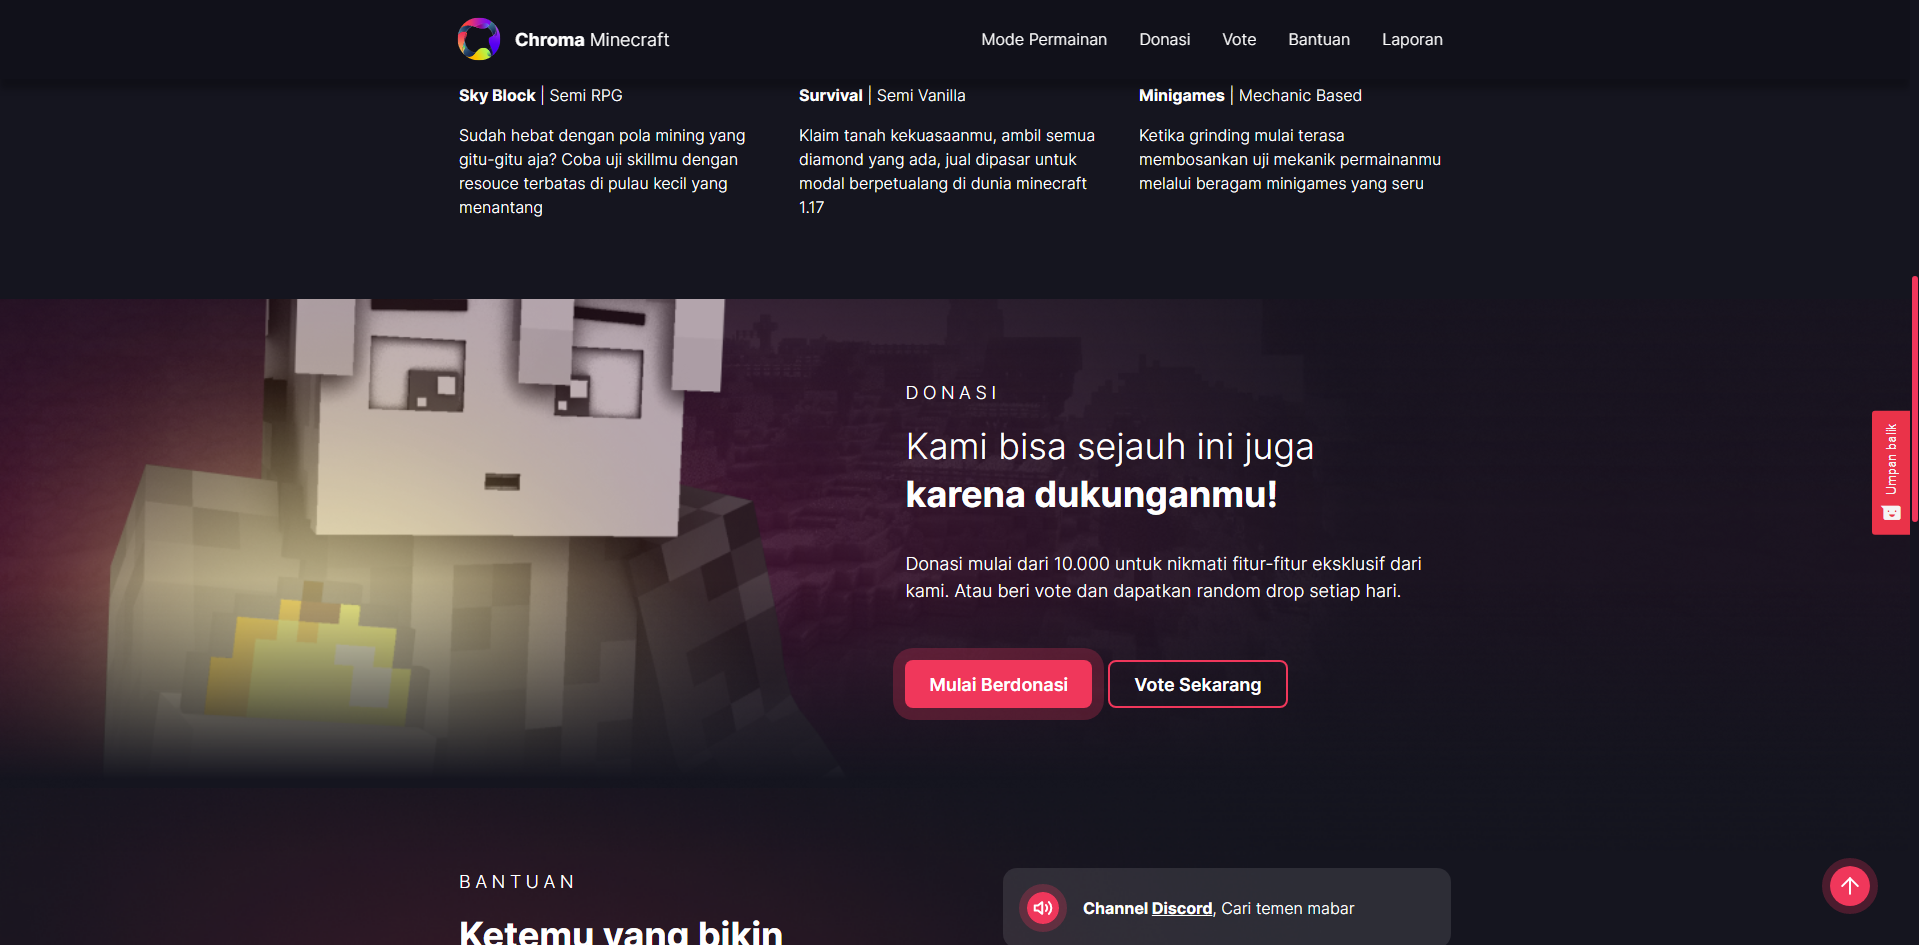 Chroma Minecraft
Mode Permainan
Donasi
Vote
Bantuan
Laporan
Sky Block | Semi RPG
Sudah hebat dengan pola mining yang
gitu-gitu aja? Coba uji skillmu dengan
resouce terbatas di pulau kecil yang
menantang
Survival | Semi Vanilla
Klaim tanah kekuasaanmu, ambil semua
diamond yang ada, jual dipasar untuk
modal berpetualang di dunia minecraft
1.17
Minigames | Mechanic Based
Ketika grinding mulai terasa
membosankan uji mekanik permainanmu
melalui beragam minigames yang seru
DONASI
Kami bisa sejauh ini juga
karena dukunganmu!
Donasi mulai dari 10.000 untuk nikmati fitur-fitur eksklusif dari
kami. Atau beri vote dan dapatkan random drop setiap hari.
Mulai Berdonasi
Vote Sekarang
Umpan balik
BANTUAN
Ketemu yang bikin
Channel Discord, Cari temen mabar